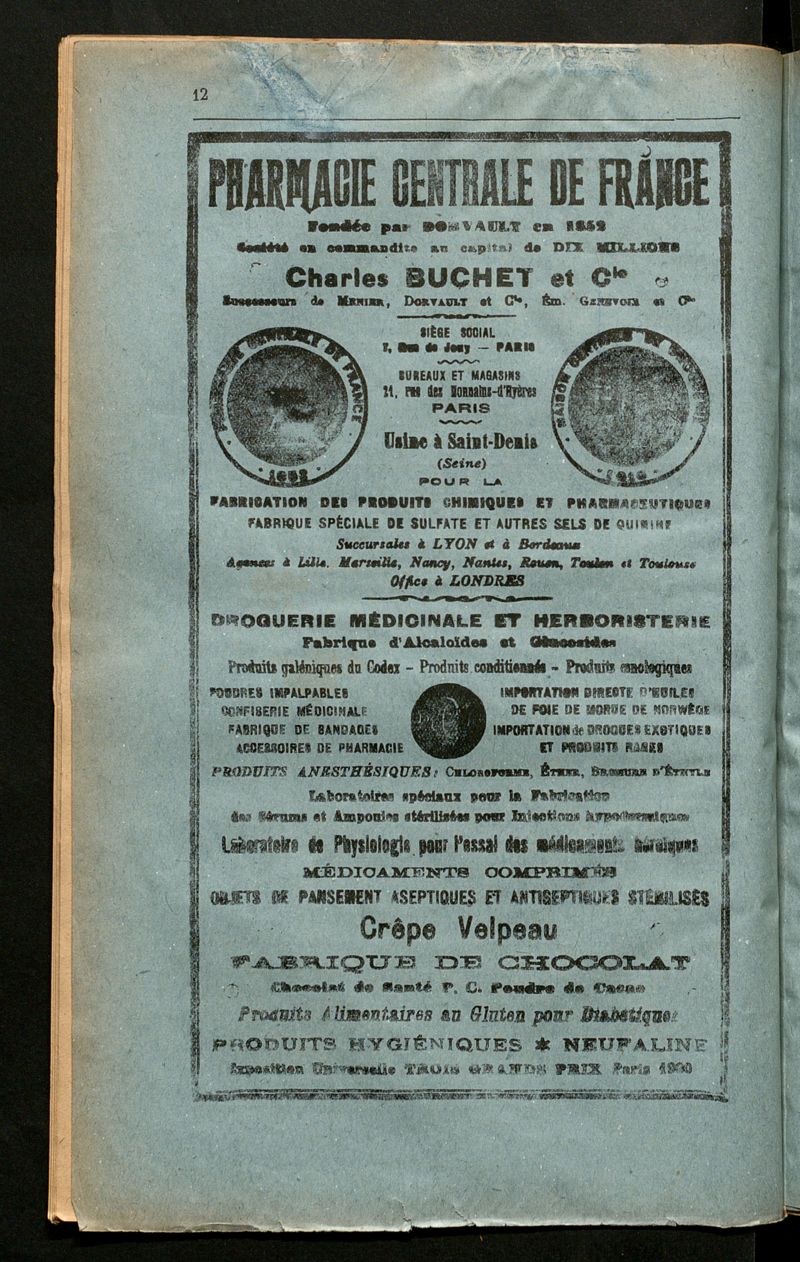 12
PHARMACIE CENTRALE DE FRANCE
Fondée par DORVAULT en 1852
Société en commandite au capital de DIX MILLIONS
Charles BUCHET et Cie
Successeurs de MENIER, DORVAULT et Cie, Ém. GENEVOIX et Cie
SIÈGE SOCIAL
7, Rue de Jouy — PARIS
BUREAUX ET MAGASINS
21, rue des Nonnains-d'Hyères
PARIS
Usine à Saint-Denis
(Seine)
POUR LA
DE FRANCE
MAISON
FABRICATION DES PRODUITS CHIMIQUES ET PHARMACEUTIQUES
FABRIQUE SPÉCIALE DE SULFATE ET AUTRES SELS DE QUININE
Succursales à LYON et à Bordeaux
Agences à Lille, Marseille, Nancy, Nantes, Rouen, Toulon et Toulouse
Office à LONDRES
DROGUERIE MÉDICINALE ET HERBORISTERIE
Fabrique d'Alcaloïdes et Glucosides
Produits galéniques du Codex - Produits conditionnés - Produits œnologiques
POUDRES IMPALPABLES
CONFISERIE MÉDICINALE
FABRIQUE DE BANDAGES
ACCESSOIRES DE PHARMACIE
IMPORTATION DIRECTE D'HUILES
DE FOIE DE MORUE DE NORWÈGE
IMPORTATION de DROGUES EXOTIQUES
ET PRODUITS RARES
PRODUITS ANESTHÉSIQUES: CHLOROFORME, ÉTHER, BROMURE D'ÉTHYLE
Laboratoires spéciaux pour la Fabrication
des Sérums et Ampoules stérilisées pour Injections hypodermiques
Laboratoire de Physiologie pour l'essai des médicaments héroïques
MÉDICAMENTS COMPRIMÉS
OBJETS DE PANSEMENT ASEPTIQUES ET ANTISEPTIQUES STÉRILISÉS
Crêpe Velpeau
FABRIQUE DE CHOCOLAT
Chocolat de Santé P. C. Poudre de Cacao
Produits Alimentaires au Gluten pour Diabétiques
PRODUITS HYGIÉNIQUES * NEUFALINE
Exposition Universelle TROIS GRANDS PRIX Paris 1900